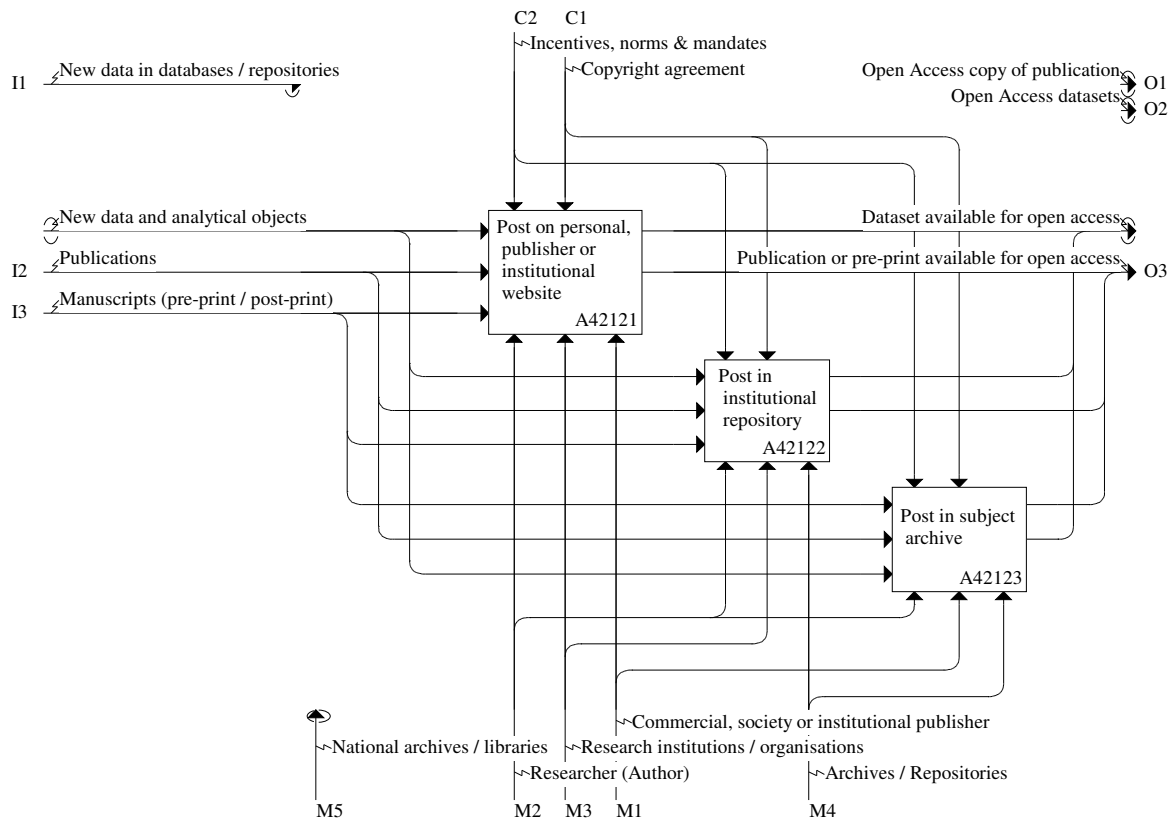 C2 C1
Incentives, norms & mandates
I1 New data in databases / repositories
Copyright agreement
Open Access copy of publication O1
Open Access datasets O2
New data and analytical objects
Post on personal,
publisher or
institutional
website
A42121
Dataset available for open access
I2 Publications
Publication or pre-print available for open access O3
I3 Manuscripts (pre-print / post-print)
Post in
institutional
repository
A42122
Post in subject
archive
A42123
Commercial, society or institutional publisher
National archives / libraries
Research institutions / organisations
Researcher (Author)
Archives / Repositories
M5 M2 M3 M1 M4